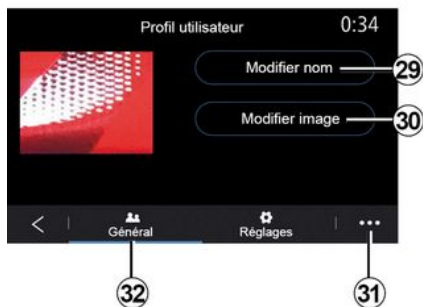 Profil utilisateur 0:34
Modifier nom 29
Modifier image 30
Général Réglages
32 31